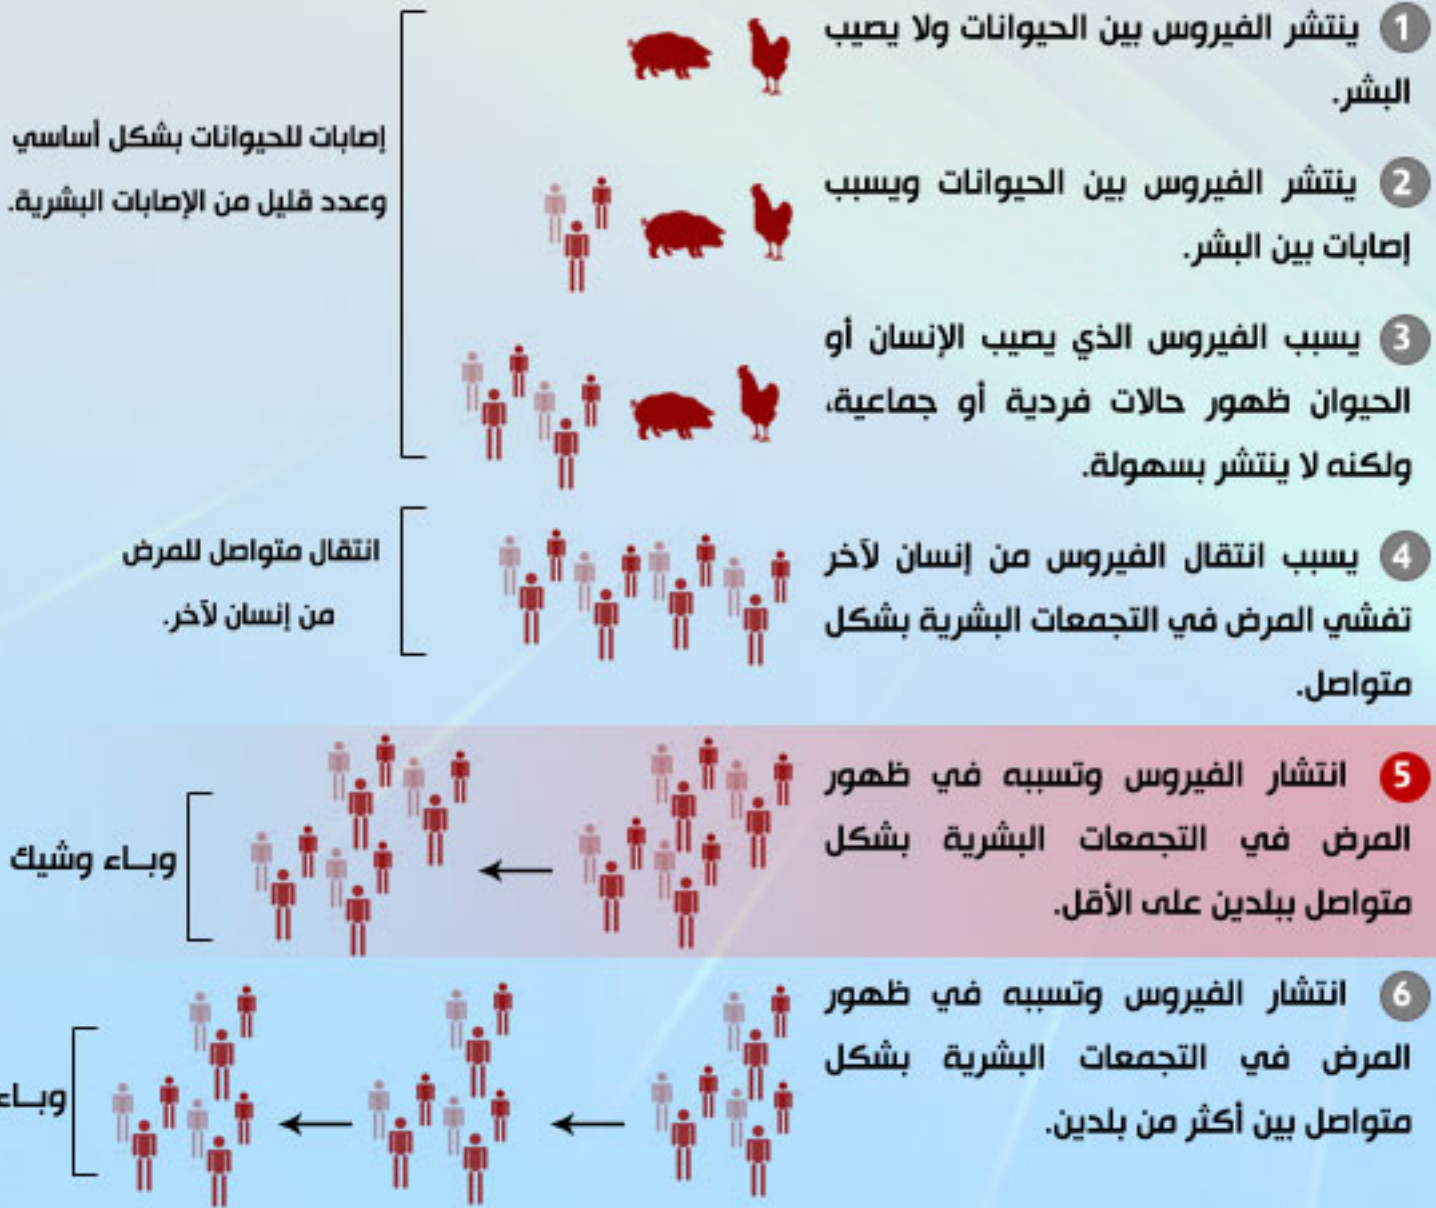 1 ينتشر الفيروس بين الحيوانات ولا يصيب
البشر.
إصابات للحيوانات بشكل أساسي
وعدد قليل من الإصابات البشرية.
2 ينتشر الفيروس بين الحيوانات ويسبب
إصابات بين البشر.
3 يسبب الفيروس الذي يصيب الإنسان أو
الحيوان ظهور حالات فردية أو جماعية،
ولكنه لا ينتشر بسهولة.
4 يسبب انتقال الفيروس من إنسان لآخر
تفشي المرض في التجمعات البشرية بشكل
متواصل.
انتقال متواصل للمرض
من إنسان لآخر.
5 انتشار الفيروس وتسببه في ظهور
المرض في التجمعات البشرية بشكل
متواصل ببلدين على الأقل.
وبـاء وشيك
6 انتشار الفيروس وتسببه في ظهور
المرض في التجمعات البشرية بشكل
متواصل بين أكثر من بلدين.
وبـاء